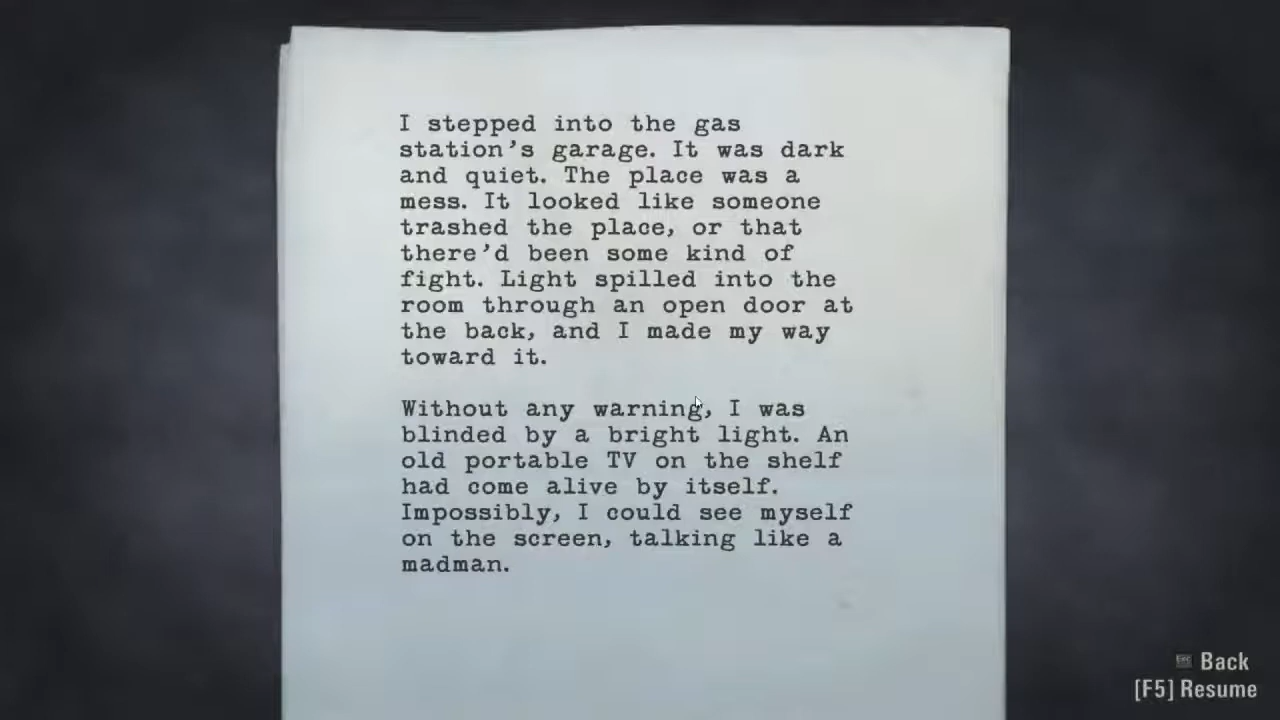 I stepped into the gas
station's garage. It was dark
and quiet. The place was a
mess. It looked like someone
trashed the place, or that
there'd been some kind of
fight. Light spilled into the
room through an open door at
the back, and I made my way
toward it.
Without any warning, I was
blinded by a bright light. An
old portable TV on the shelf
had come alive by itself.
Impossibly, I could see myself
on the screen, talking like a
madman.
Esc Back
[F5] Resume